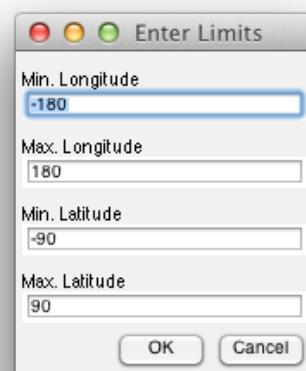 Enter Limits
Min. Longitude
-180
Max. Longitude
180
Min. Latitude
-90
Max. Latitude
90
OK Cancel